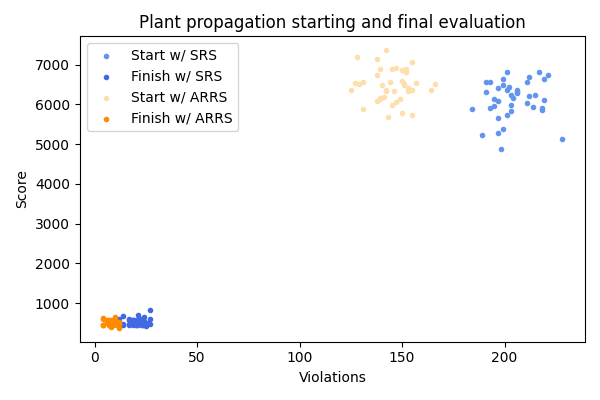 Plant propagation starting and final evaluation
Start w/ SRS
Finish w/ SRS
Start w/ ARRS
Finish w/ ARRS
Score
7000
6000
5000
4000
3000
2000
1000
0 50 100 150 200
Violations